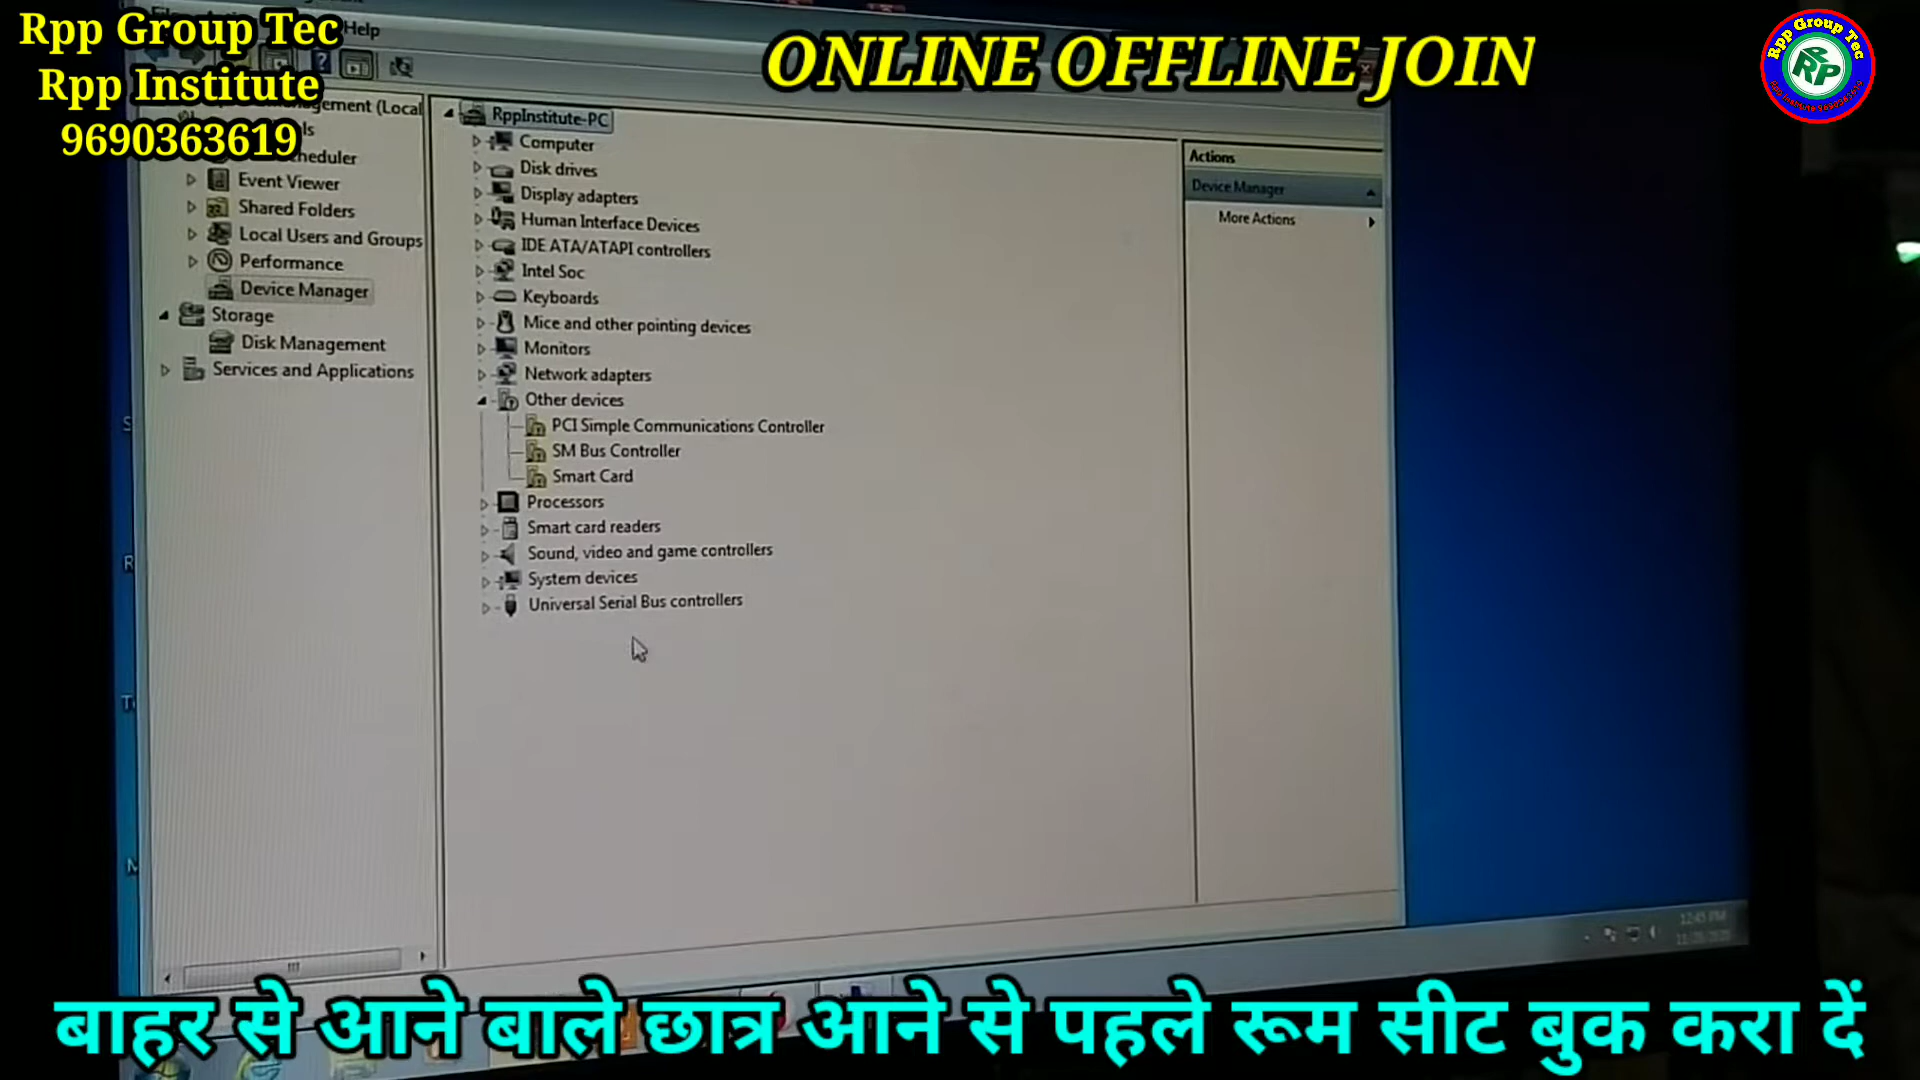 Rpp Group Tec
Rpp Institute
9690363619
ONLINE OFFLINE JOIN
Rpp Group Tec
RPP
Help
Event Viewer
Shared Folders
Local Users and Groups
Performance
Device Manager
Storage
Disk Management
Services and Applications
RppInstitute-PC
Computer
Disk drives
Display adapters
Human Interface Devices
IDE ATA/ATAPI controllers
Intel Soc
Keyboards
Mice and other pointing devices
Monitors
Network adapters
Other devices
PCI Simple Communications Controller
SM Bus Controller
Smart Card
Processors
Smart card readers
Sound, video and game controllers
System devices
Universal Serial Bus controllers
Actions
Device Manager
More Actions
बाहर से आने बाले छात्र आने से पहले रूम सीट बुक करा दें